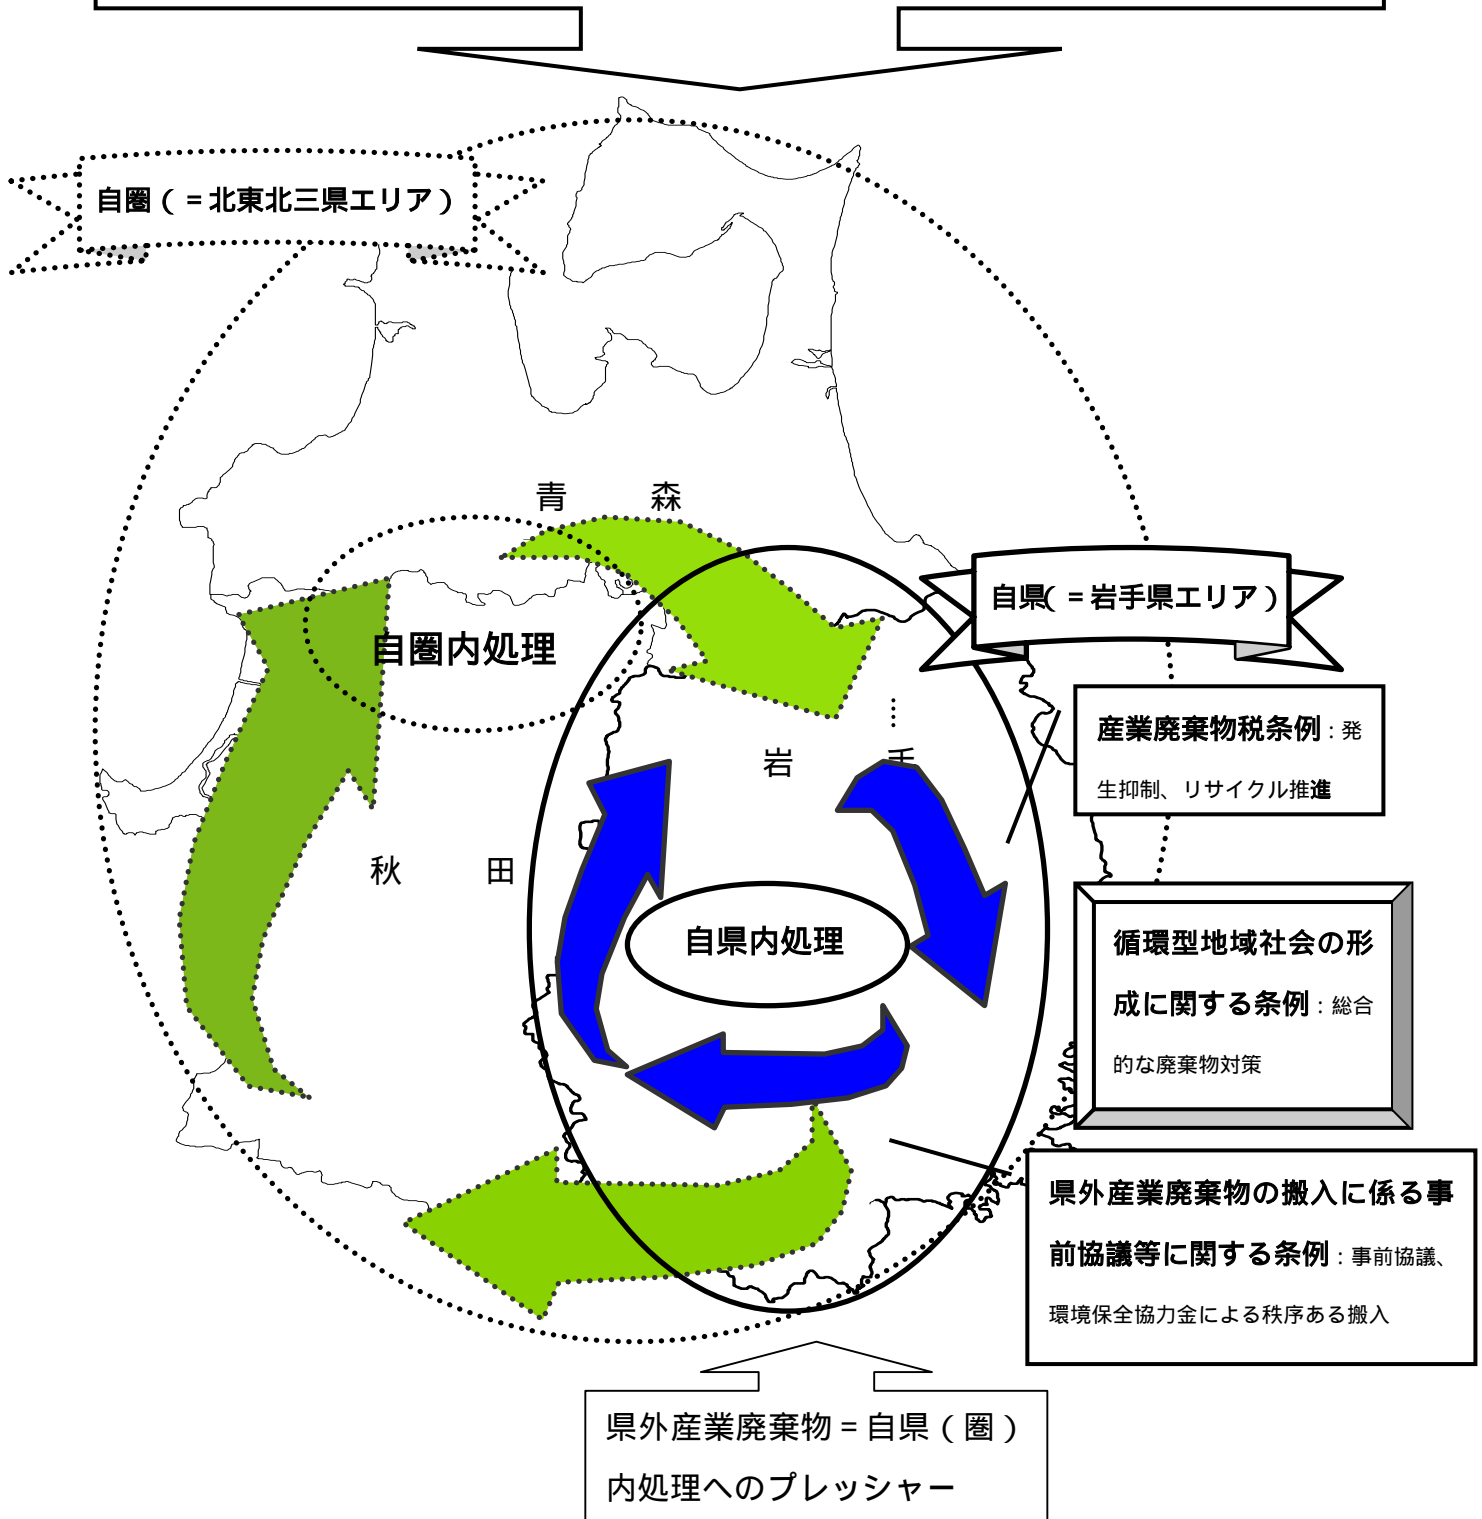 自圏（＝北東北三県エリア）
青　森
自県（＝岩手県エリア）
自圏内処理
産業廃棄物税条例：発
生抑制、リサイクル推進
岩　手
秋　田
自県内処理
循環型地域社会の形
成に関する条例：総合
的な廃棄物対策
県外産業廃棄物の搬入に係る事
前協議等に関する条例：事前協議、
環境保全協力金による秩序ある搬入
県外産業廃棄物＝自県（圏）
内処理へのプレッシャー